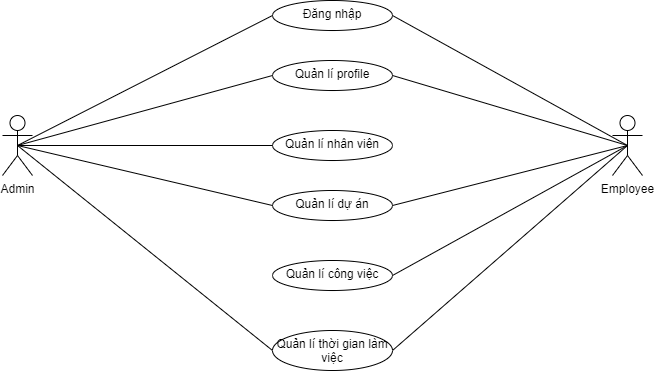 Đăng nhập
Quản lí profile
Quản lí nhân viên
Admin
Employee
Quản lí dự án
Quản lí công việc
Quản lí thời gian làm
việc